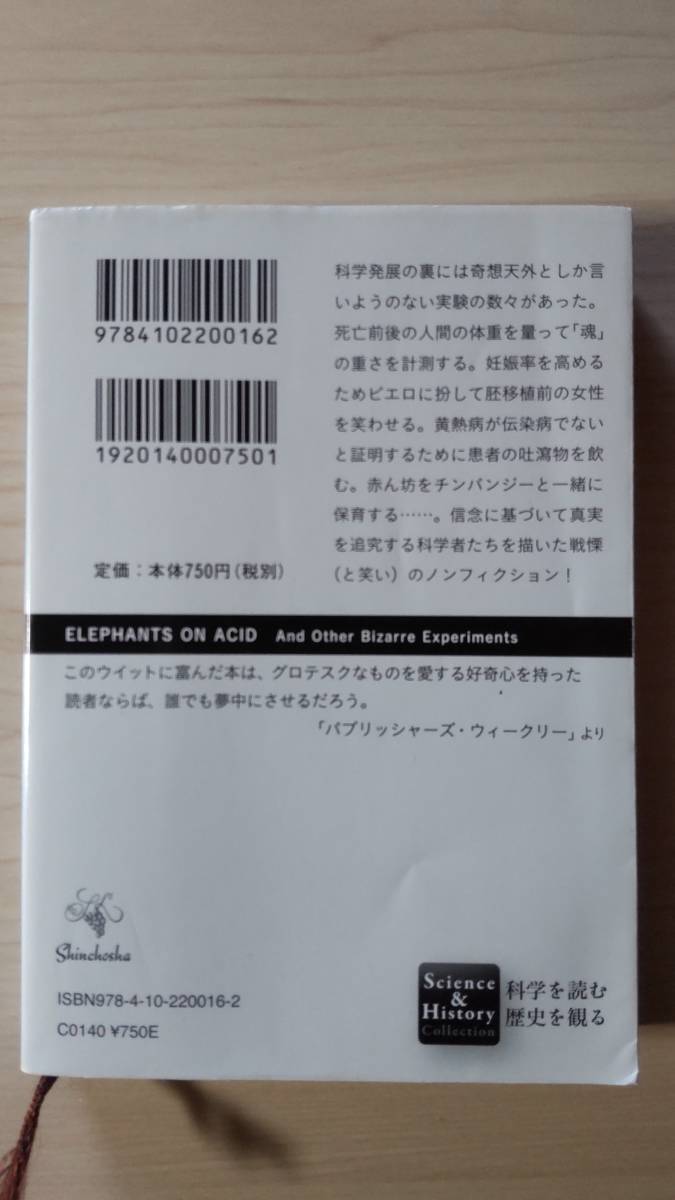 9784102200162
1920140007501
定価：本体750円(税別)
科学発展の裏には奇想天外としか言
いようのない実験の数々があった。
死亡前後の人間の体重を量って「魂」
の重さを計測する。妊娠率を高める
ためピエロに扮して胚移植前の女性
を笑わせる。黄熱病が伝染病でない
と証明するために患者の吐瀉物を飲
む。赤ん坊をチンパンジーと一緒に
保育する……。信念に基づいて真実
を追究する科学者たちを描いた戦慄
(と笑い)のノンフィクション！
ELEPHANTS ON ACID And Other Bizarre Experiments
このウイットに富んだ本は、グロテスクなものを愛する好奇心を持った
読者ならば、誰でも夢中にさせるだろう。
「パブリッシャーズ・ウィークリー」より
Shinchosha
ISBN978-4-10-220016-2
C0140 ¥750E
Science
&
History
Collection
科学を読む
歴史を観る